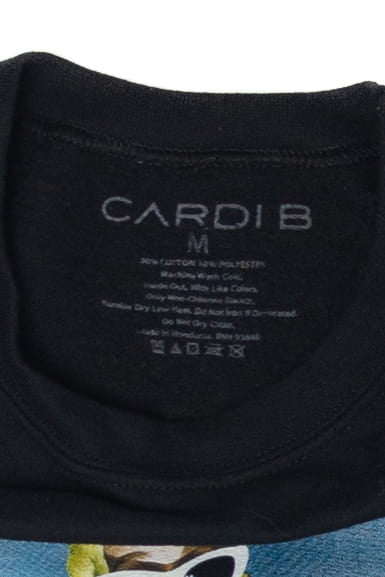 CARDI B
M
50% COTTON 50% POLYESTER
Machine Wash Cold,
Inside Out, With Like Colors.
Only Non-Chlorine Bleach.
Tumble Dry Low Heat. Do Not Iron If Decorated.
Do Not Dry Clean.
Made in Honduras. RN#